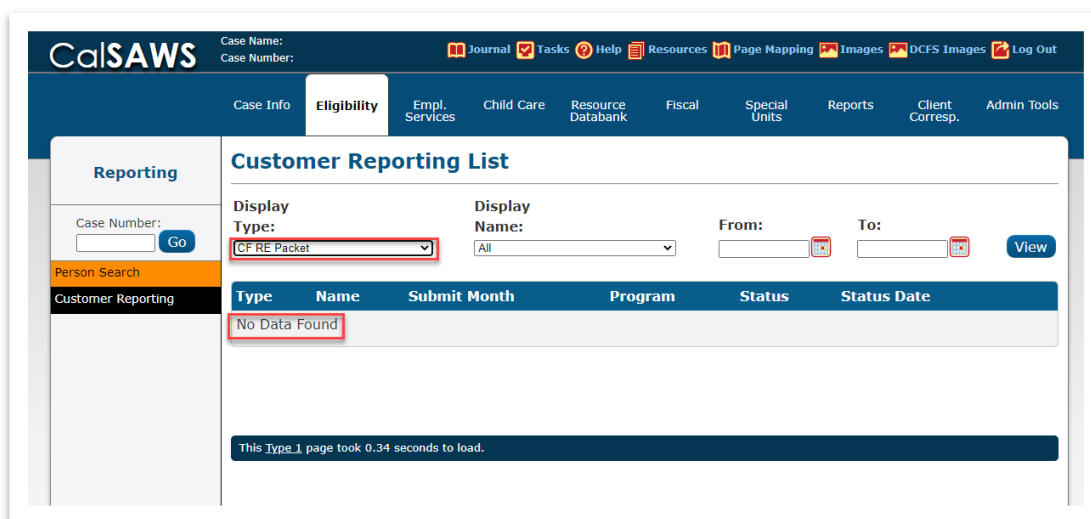 CalSAWS
Case Name:
Case Number:
Journal Tasks Help Resources Page Mapping Images DCFS Images Log Out
Case Info Eligibility Empl. Services Child Care Resource Databank Fiscal Special Units Reports Client Corresp. Admin Tools
Reporting
Case Number:
Go
Person Search
Customer Reporting
Customer Reporting List
Display Type: Display Name: From: To:
CF RE Packet All View
Type Name Submit Month Program Status Status Date
No Data Found
This Type 1 page took 0.34 seconds to load.